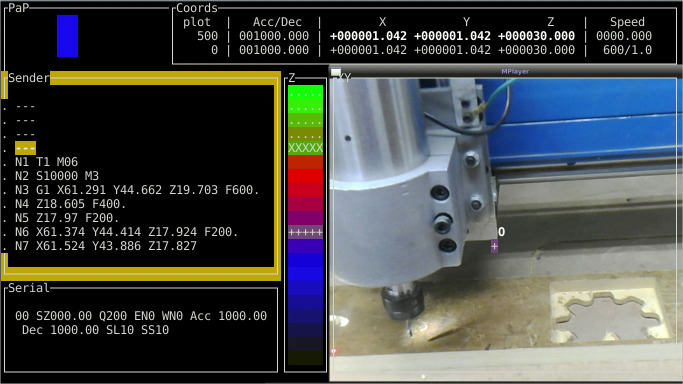 PaP
Coords
plot | Acc/Dec | X Y Z | Speed
500 | 001000.000 | +000001.042 +000001.042 +000030.000 | 0000.000
0 | 001000.000 | +000001.042 +000001.042 +000030.000 | 600/1.0
Sender
. ---
. ---
. ---
. ---
. N1 T1 M06
. N2 S10000 M3
. N3 G1 X61.291 Y44.662 Z19.703 F600.
. N4 Z18.605 F400.
. N5 Z17.97 F200.
. N6 X61.374 Y44.414 Z17.924 F200.
. N7 X61.524 Y43.886 Z17.827
Z
.....
.....
.....
.....
XXXXX
+++++
MPlayer
XY
0
+
Serial
00 SZ000.00 Q200 EN0 WN0 Acc 1000.00
Dec 1000.00 SL10 SS10